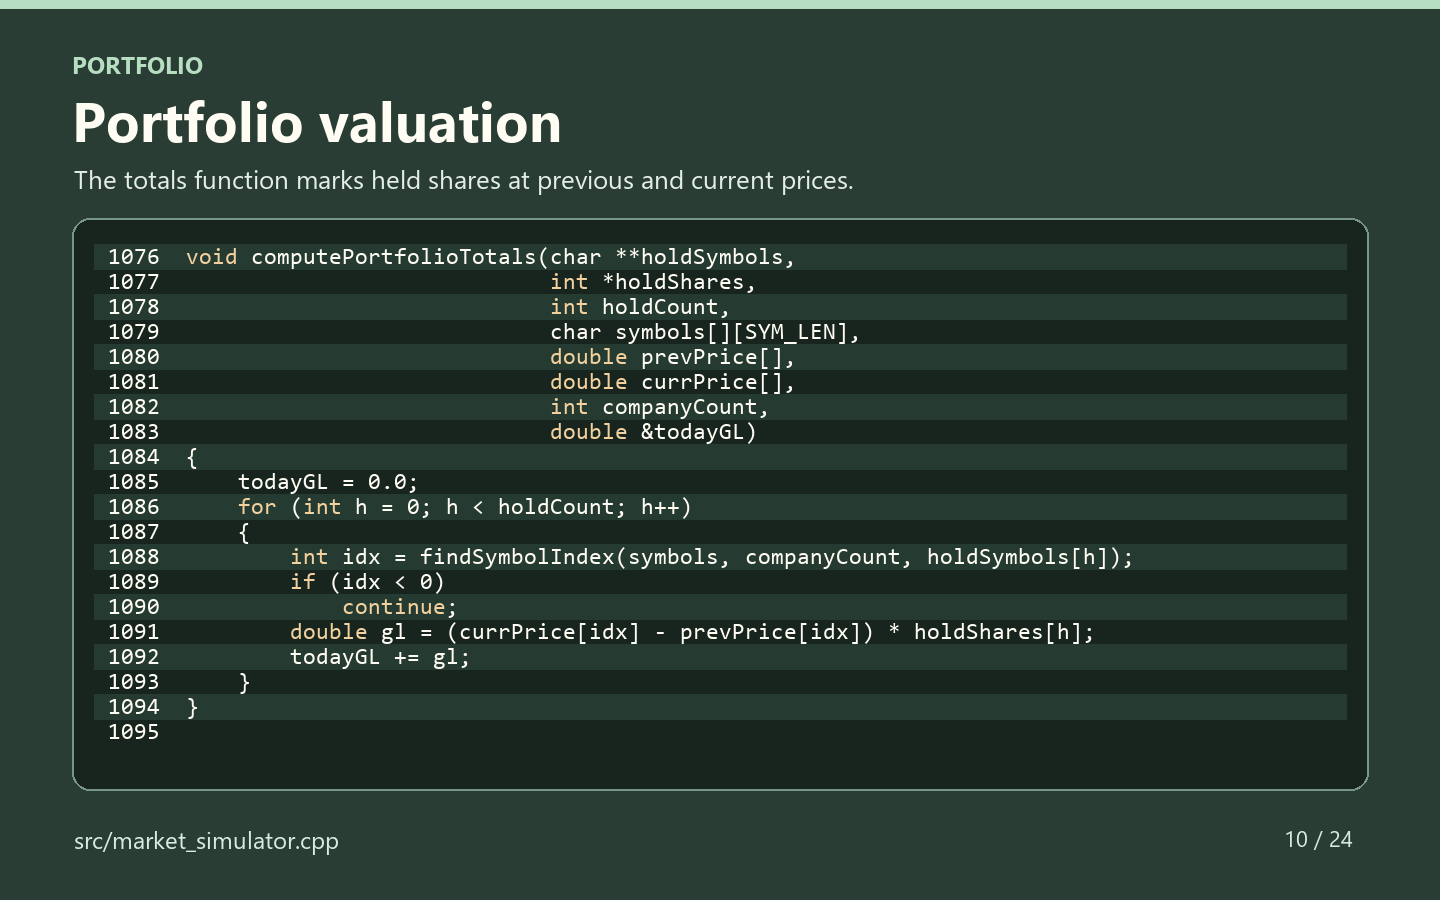 PORTFOLIO
Portfolio valuation
The totals function marks held shares at previous and current prices.
1076 void computePortfolioTotals(char **holdSymbols,
1077                             int *holdShares,
1078                             int holdCount,
1079                             char symbols[][SYM_LEN],
1080                             double prevPrice[],
1081                             double currPrice[],
1082                             int companyCount,
1083                             double &todayGL)
1084 {
1085     todayGL = 0.0;
1086     for (int h = 0; h < holdCount; h++)
1087     {
1088         int idx = findSymbolIndex(symbols, companyCount, holdSymbols[h]);
1089         if (idx < 0)
1090             continue;
1091         double gl = (currPrice[idx] - prevPrice[idx]) * holdShares[h];
1092         todayGL += gl;
1093     }
1094 }
1095
src/market_simulator.cpp
10 / 24